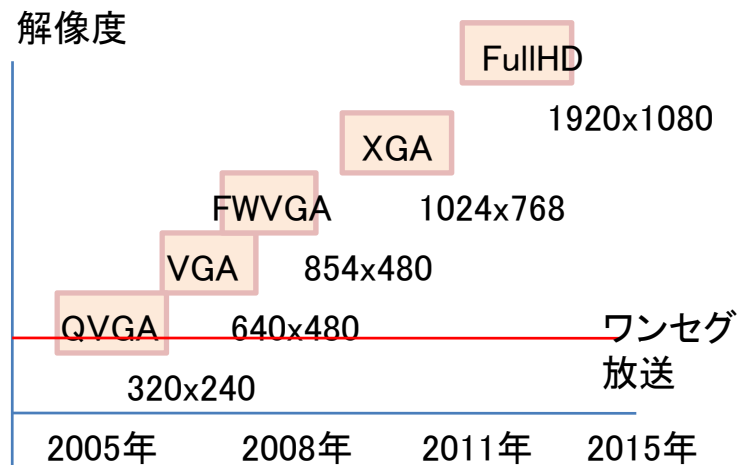 解像度
FullHD
1920x1080
XGA
1024x768
FWVGA
854x480
VGA
640x480
QVGA
320x240
ワンセグ
放送
2005年 2008年 2011年 2015年